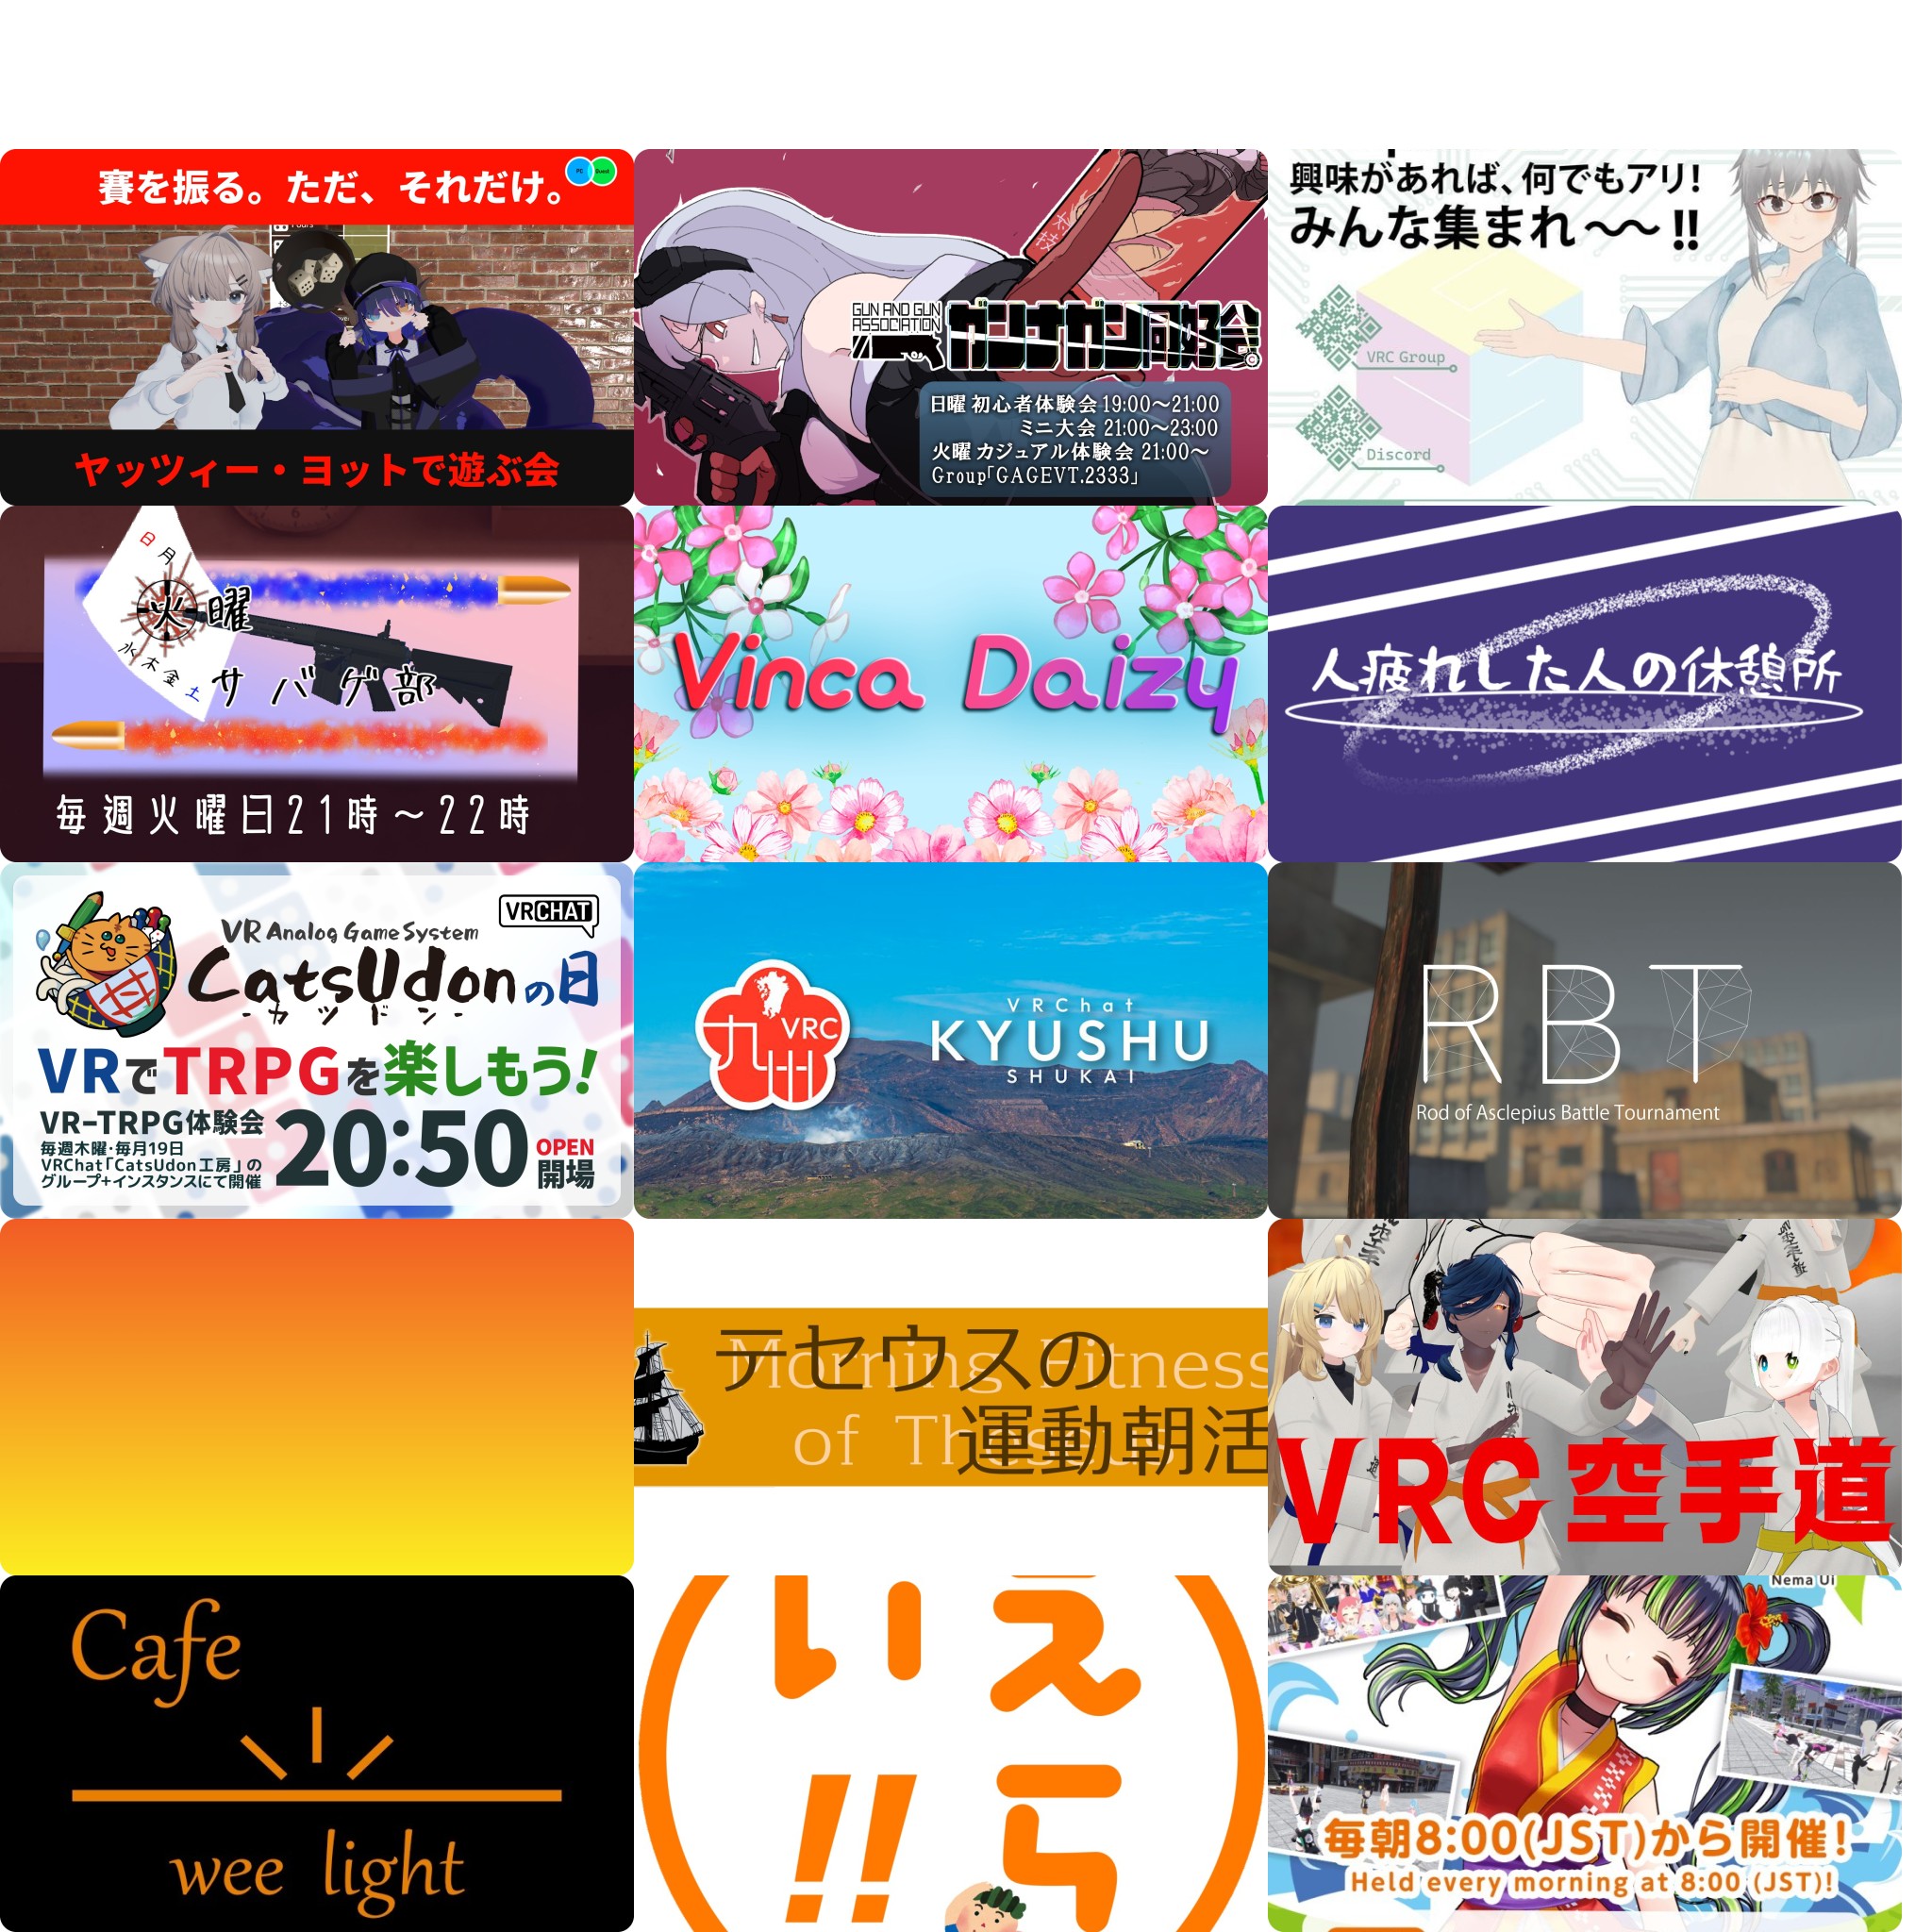 賽を振る。ただ、それだけ。
PC
Quest
ヤッツィー・ヨットで遊ぶ会
GUN AND GUN
ASSOCIATION
ガンナガン同好会。
日曜 初心者体験会 19:00～21:00
ミニ大会 21:00～23:00
火曜 カジュアル体験会 21:00～
Group「GAGEVT.2333」
興味があれば、何でもアリ!
みんな集まれ～～!!
VRC Group
Discord
日
月
火曜
水
木
金
土
サバゲ部
毎週火曜日21時～22時
Vinca Daizy
人疲れした人の休憩所
VRCHAT
VR Analog Game System
CatsUdonの日
-カツドン-
VRでTRPGを楽しもう!
VR-TRPG体験会
毎週木曜・毎月19日
VRChat「CatsUdon工房」の
グループ+インスタンスにて開催
20:50
OPEN
開場
九州
VRC
VRChat
KYUSHU
SHUKAI
RBT
Rod of Asclepius Battle Tournament
テセウスの
運動朝活
Morning Fitness
of Theseus
VRC空手道
Cafe
wee light
えら
い!!
Nema Ui
毎朝8:00(JST)から開催!
Held every morning at 8:00 (JST)!